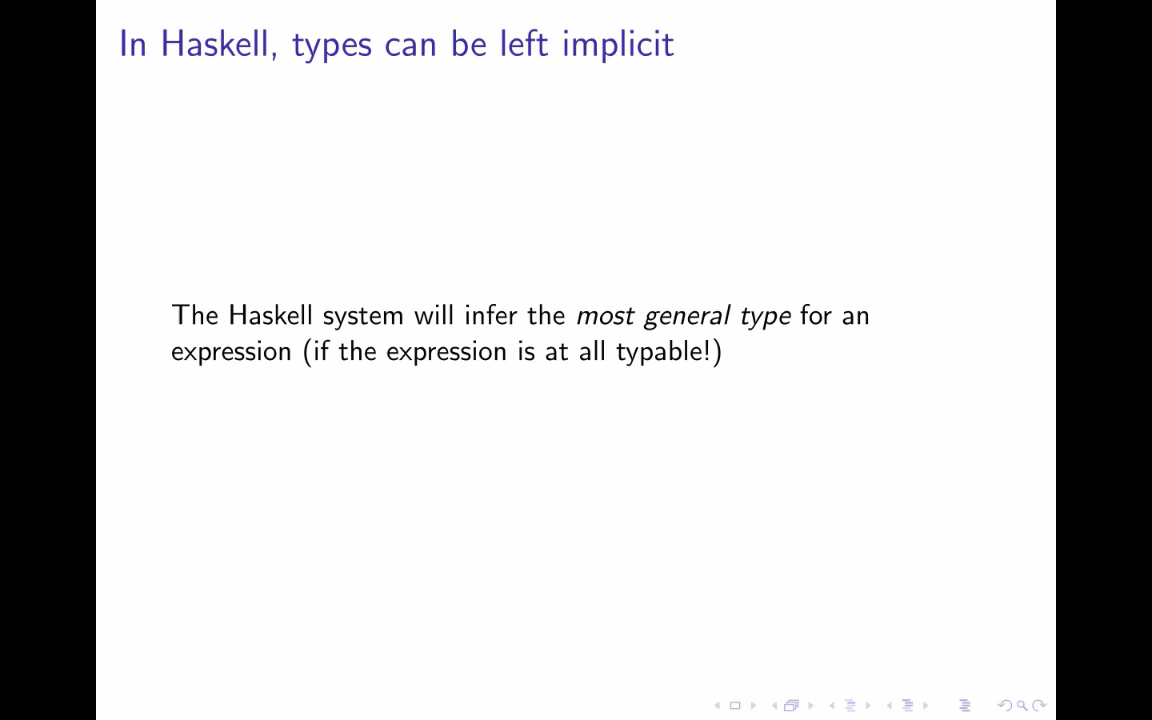 In Haskell, types can be left implicit
The Haskell system will infer the most general type for an
expression (if the expression is at all typable!)